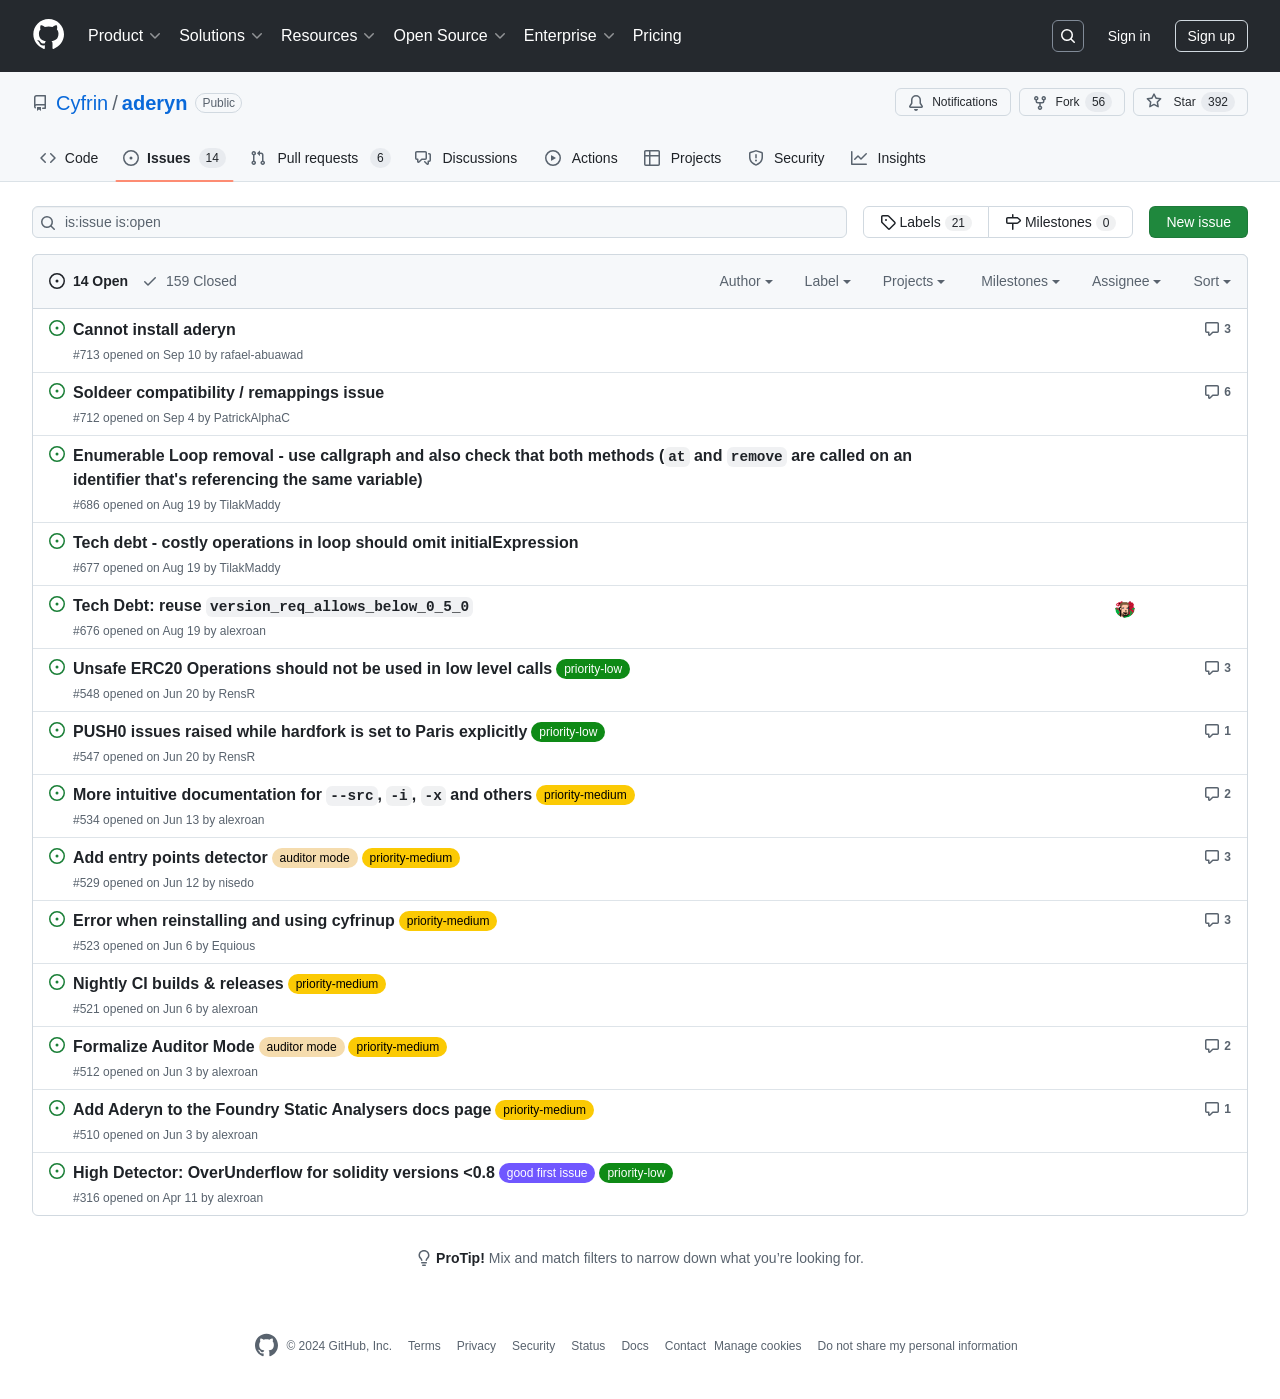 Product Solutions Resources Open Source Enterprise Pricing Sign in Sign up
Cyfrin / aderyn Public Notifications Fork 56 Star 392
Code Issues 14 Pull requests 6 Discussions Actions Projects Security Insights
is:issue is:open Labels 21 Milestones 0 New issue
14 Open 159 Closed Author Label Projects Milestones Assignee Sort
Cannot install aderyn 3
#713 opened on Sep 10 by rafael-abuawad
Soldeer compatibility / remappings issue 6
#712 opened on Sep 4 by PatrickAlphaC
Enumerable Loop removal - use callgraph and also check that both methods (at and remove are called on an
identifier that's referencing the same variable)
#686 opened on Aug 19 by TilakMaddy
Tech debt - costly operations in loop should omit initialExpression
#677 opened on Aug 19 by TilakMaddy
Tech Debt: reuse version_req_allows_below_0_5_0
#676 opened on Aug 19 by alexroan
Unsafe ERC20 Operations should not be used in low level calls priority-low 3
#548 opened on Jun 20 by RensR
PUSH0 issues raised while hardfork is set to Paris explicitly priority-low 1
#547 opened on Jun 20 by RensR
More intuitive documentation for --src, -i, -x and others priority-medium 2
#534 opened on Jun 13 by alexroan
Add entry points detector auditor mode priority-medium 3
#529 opened on Jun 12 by nisedo
Error when reinstalling and using cyfrinup priority-medium 3
#523 opened on Jun 6 by Equious
Nightly CI builds & releases priority-medium
#521 opened on Jun 6 by alexroan
Formalize Auditor Mode auditor mode priority-medium 2
#512 opened on Jun 3 by alexroan
Add Aderyn to the Foundry Static Analysers docs page priority-medium 1
#510 opened on Jun 3 by alexroan
High Detector: OverUnderflow for solidity versions <0.8 good first issue priority-low
#316 opened on Apr 11 by alexroan
ProTip! Mix and match filters to narrow down what you’re looking for.
© 2024 GitHub, Inc. Terms Privacy Security Status Docs Contact Manage cookies Do not share my personal information